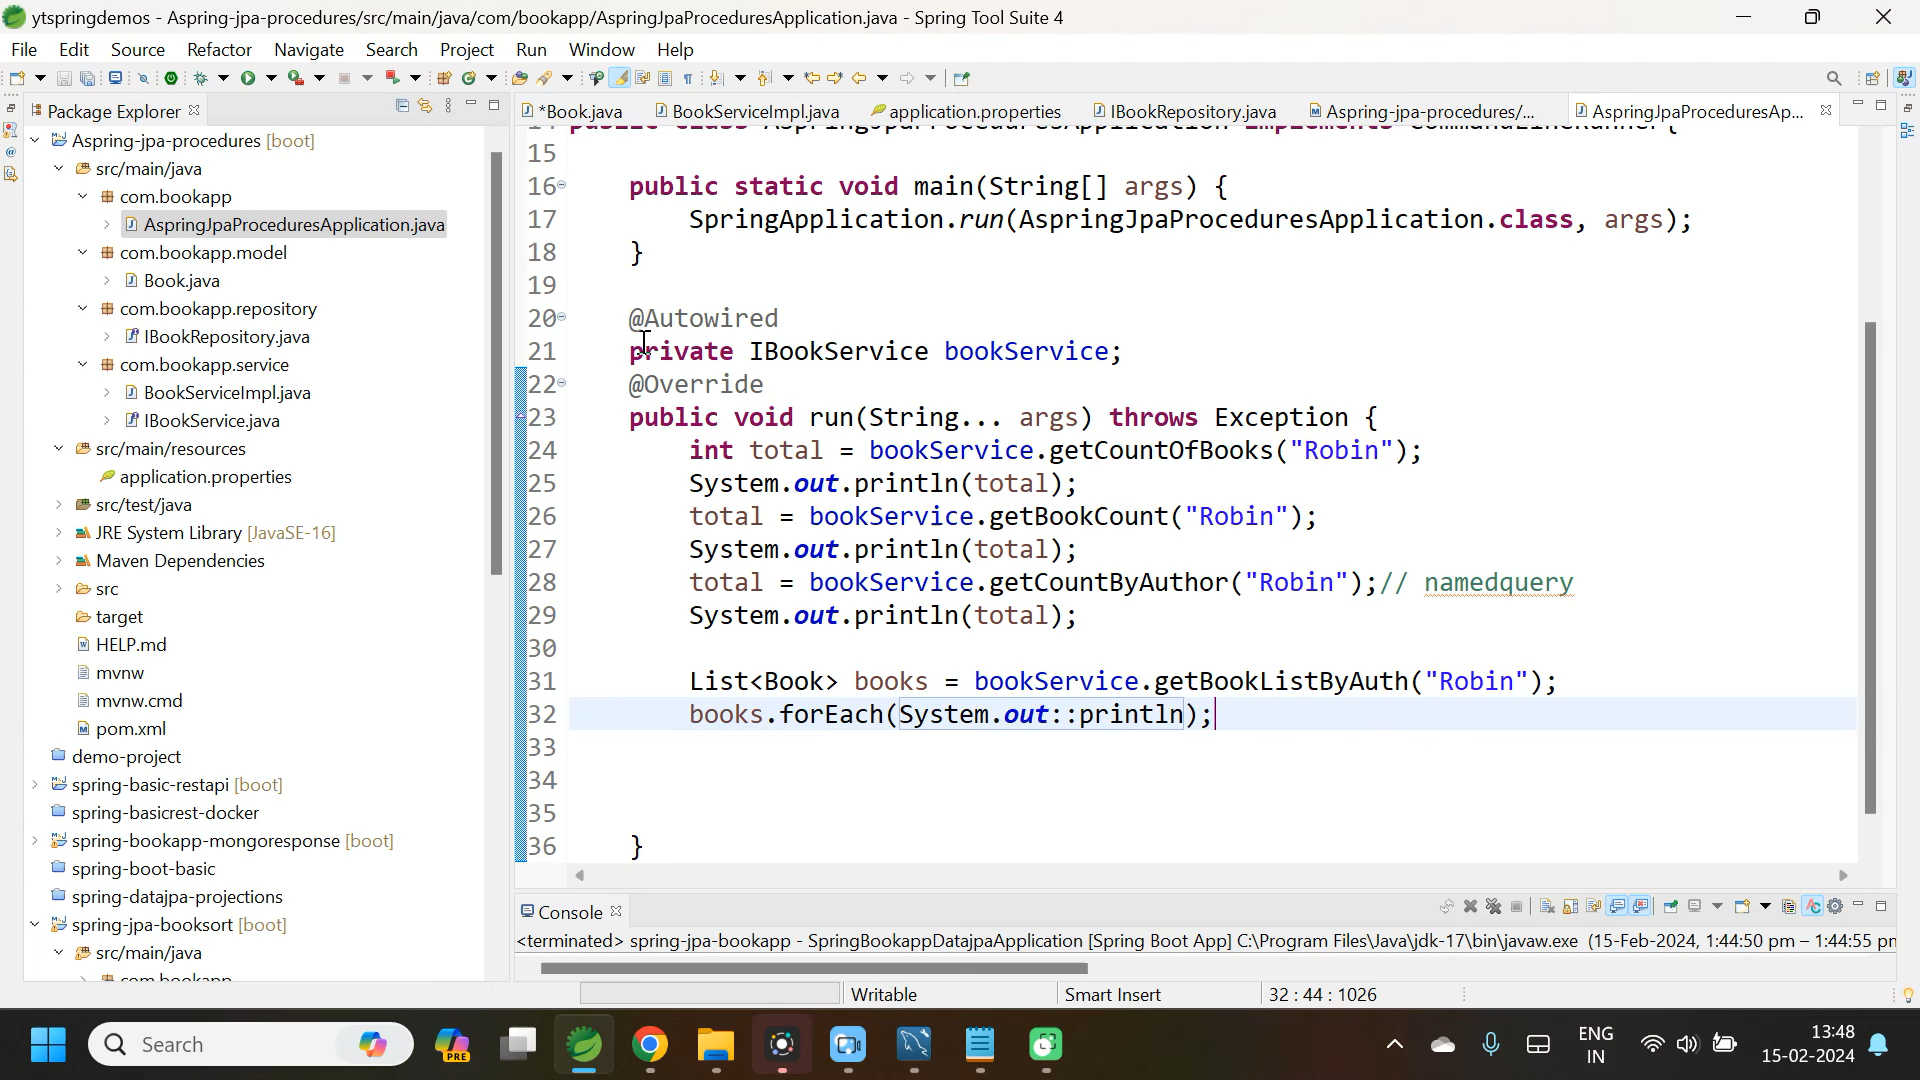 ytspringdemos - Aspring-jpa-procedures/src/main/java/com/bookapp/AspringJpaProceduresApplication.java - Spring Tool Suite 4
File Edit Source Refactor Navigate Search Project Run Window Help
Package Explorer
*Book.java BookServiceImpl.java application.properties IBookRepository.java Aspring-jpa-procedures/... AspringJpaProceduresAp...
Aspring-jpa-procedures [boot]
src/main/java
com.bookapp
AspringJpaProceduresApplication.java
com.bookapp.model
Book.java
com.bookapp.repository
IBookRepository.java
com.bookapp.service
BookServiceImpl.java
IBookService.java
src/main/resources
application.properties
src/test/java
JRE System Library [JavaSE-16]
Maven Dependencies
src
target
HELP.md
mvnw
mvnw.cmd
pom.xml
demo-project
spring-basic-restapi [boot]
spring-basicrest-docker
spring-bookapp-mongoresponse [boot]
spring-boot-basic
spring-datajpa-projections
spring-jpa-booksort [boot]
src/main/java
com.bookapp
14 public class AspringJpaProceduresApplication implements CommandLineRunner{
15
16 public static void main(String[] args) {
17 SpringApplication.run(AspringJpaProceduresApplication.class, args);
18 }
19
20 @Autowired
21 private IBookService bookService;
22 @Override
23 public void run(String... args) throws Exception {
24 int total = bookService.getCountOfBooks("Robin");
25 System.out.println(total);
26 total = bookService.getBookCount("Robin");
27 System.out.println(total);
28 total = bookService.getCountByAuthor("Robin");// namedquery
29 System.out.println(total);
30
31 List<Book> books = bookService.getBookListByAuth("Robin");
32 books.forEach(System.out::println);
33
34
35
36 }
Console
<terminated> spring-jpa-bookapp - SpringBookappDatajpaApplication [Spring Boot App] C:\Program Files\Java\jdk-17\bin\javaw.exe (15-Feb-2024, 1:44:50 pm – 1:44:55 pm
Writable Smart Insert 32 : 44 : 1026
Search
PRE
ENG
IN
13:48
15-02-2024